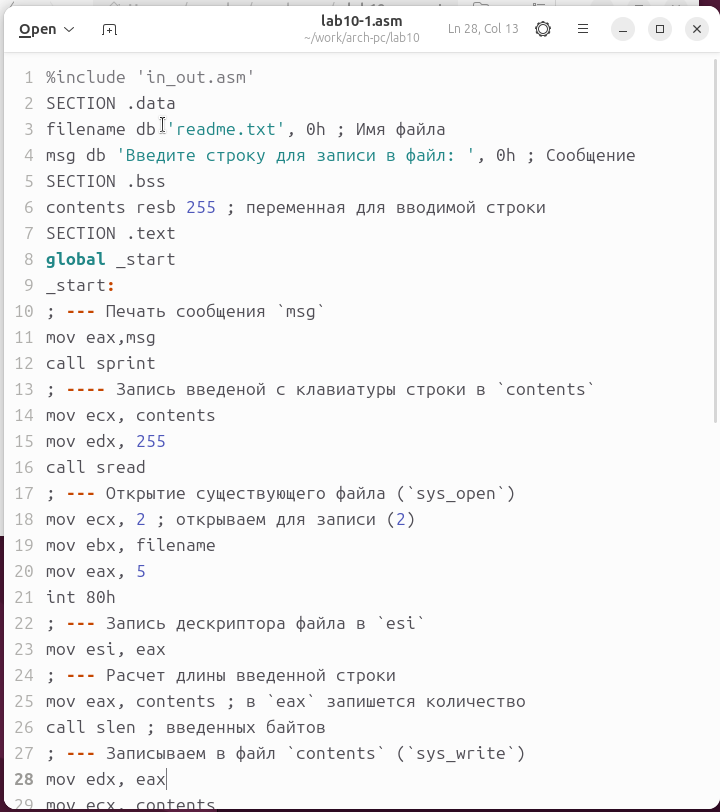 Open
lab10-1.asm
~/work/arch-pc/lab10
Ln 28, Col 13
1 %include 'in_out.asm'
2 SECTION .data
3 filename db 'readme.txt', 0h ; Имя файла
4 msg db 'Введите строку для записи в файл: ', 0h ; Сообщение
5 SECTION .bss
6 contents resb 255 ; переменная для вводимой строки
7 SECTION .text
8 global _start
9 _start:
10 ; --- Печать сообщения `msg`
11 mov eax,msg
12 call sprint
13 ; ---- Запись введеной с клавиатуры строки в `contents`
14 mov ecx, contents
15 mov edx, 255
16 call sread
17 ; --- Открытие существующего файла (`sys_open`)
18 mov ecx, 2 ; открываем для записи (2)
19 mov ebx, filename
20 mov eax, 5
21 int 80h
22 ; --- Запись дескриптора файла в `esi`
23 mov esi, eax
24 ; --- Расчет длины введенной строки
25 mov eax, contents ; в `eax` запишется количество
26 call slen ; введенных байтов
27 ; --- Записываем в файл `contents` (`sys_write`)
28 mov edx, eax
29 mov ecx, contents